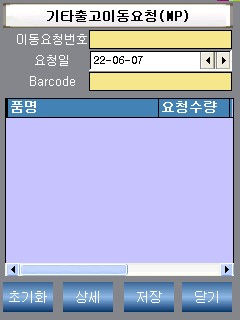 기타출고이동요청(MP)
이동요청번호
요청일 22-06-07
Barcode
품명 요청수량
초기화 상세 저장 닫기